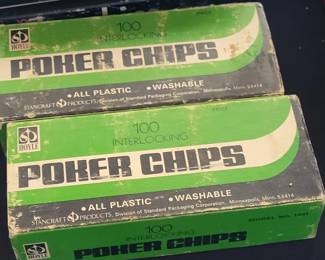 100
INTERLOCKING
POKER CHIPS
HOYLE
• ALL PLASTIC • WASHABLE
STANCRAFT PRODUCTS, Division of Standard Packaging Corporation, Minneapolis, Minn. 55414
100
INTERLOCKING
POKER CHIPS
HOYLE
• ALL PLASTIC • WASHABLE
STANCRAFT PRODUCTS, Division of Standard Packaging Corporation, Minneapolis, Minn. 55414
100
INTERLOCKING
POKER CHIPS
HOYLE